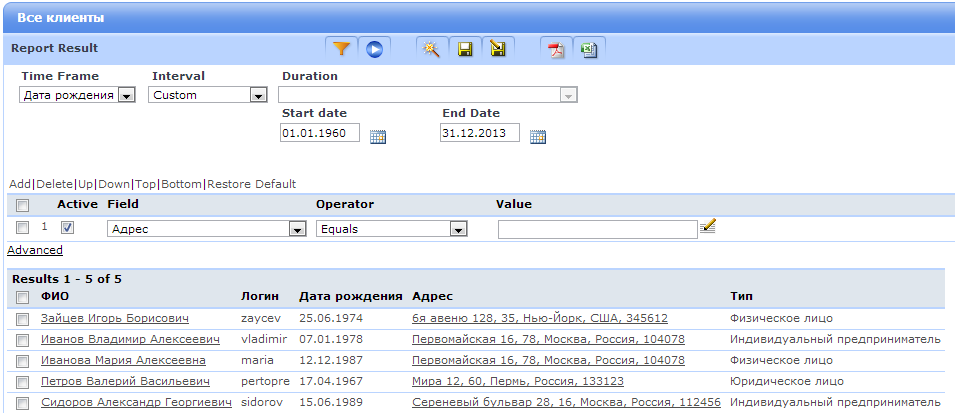 Все клиенты
Report Result
Time Frame Interval Duration
Дата рождения Custom
Start date End Date
01.01.1960 31.12.2013
Add|Delete|Up|Down|Top|Bottom|Restore Default
Active Field Operator Value
1 Адрес Equals
Advanced
Results 1 - 5 of 5
ФИО Логин Дата рождения Адрес Тип
Зайцев Игорь Борисович zaycev 25.06.1974 6я авеню 128, 35, Нью-Йорк, США, 345612 Физическое лицо
Иванов Владимир Алексеевич vladimir 07.01.1978 Первомайская 16, 78, Москва, Россия, 104078 Индивидуальный предприниматель
Иванова Мария Алексеевна maria 12.12.1987 Первомайская 16, 78, Москва, Россия, 104078 Физическое лицо
Петров Валерий Васильевич pertopre 17.04.1967 Мира 12, 60, Пермь, Россия, 133123 Юридическое лицо
Сидоров Александр Георгиевич sidorov 15.06.1989 Сереневый бульвар 28, 16, Москва, Россия, 112456 Индивидуальный предприниматель